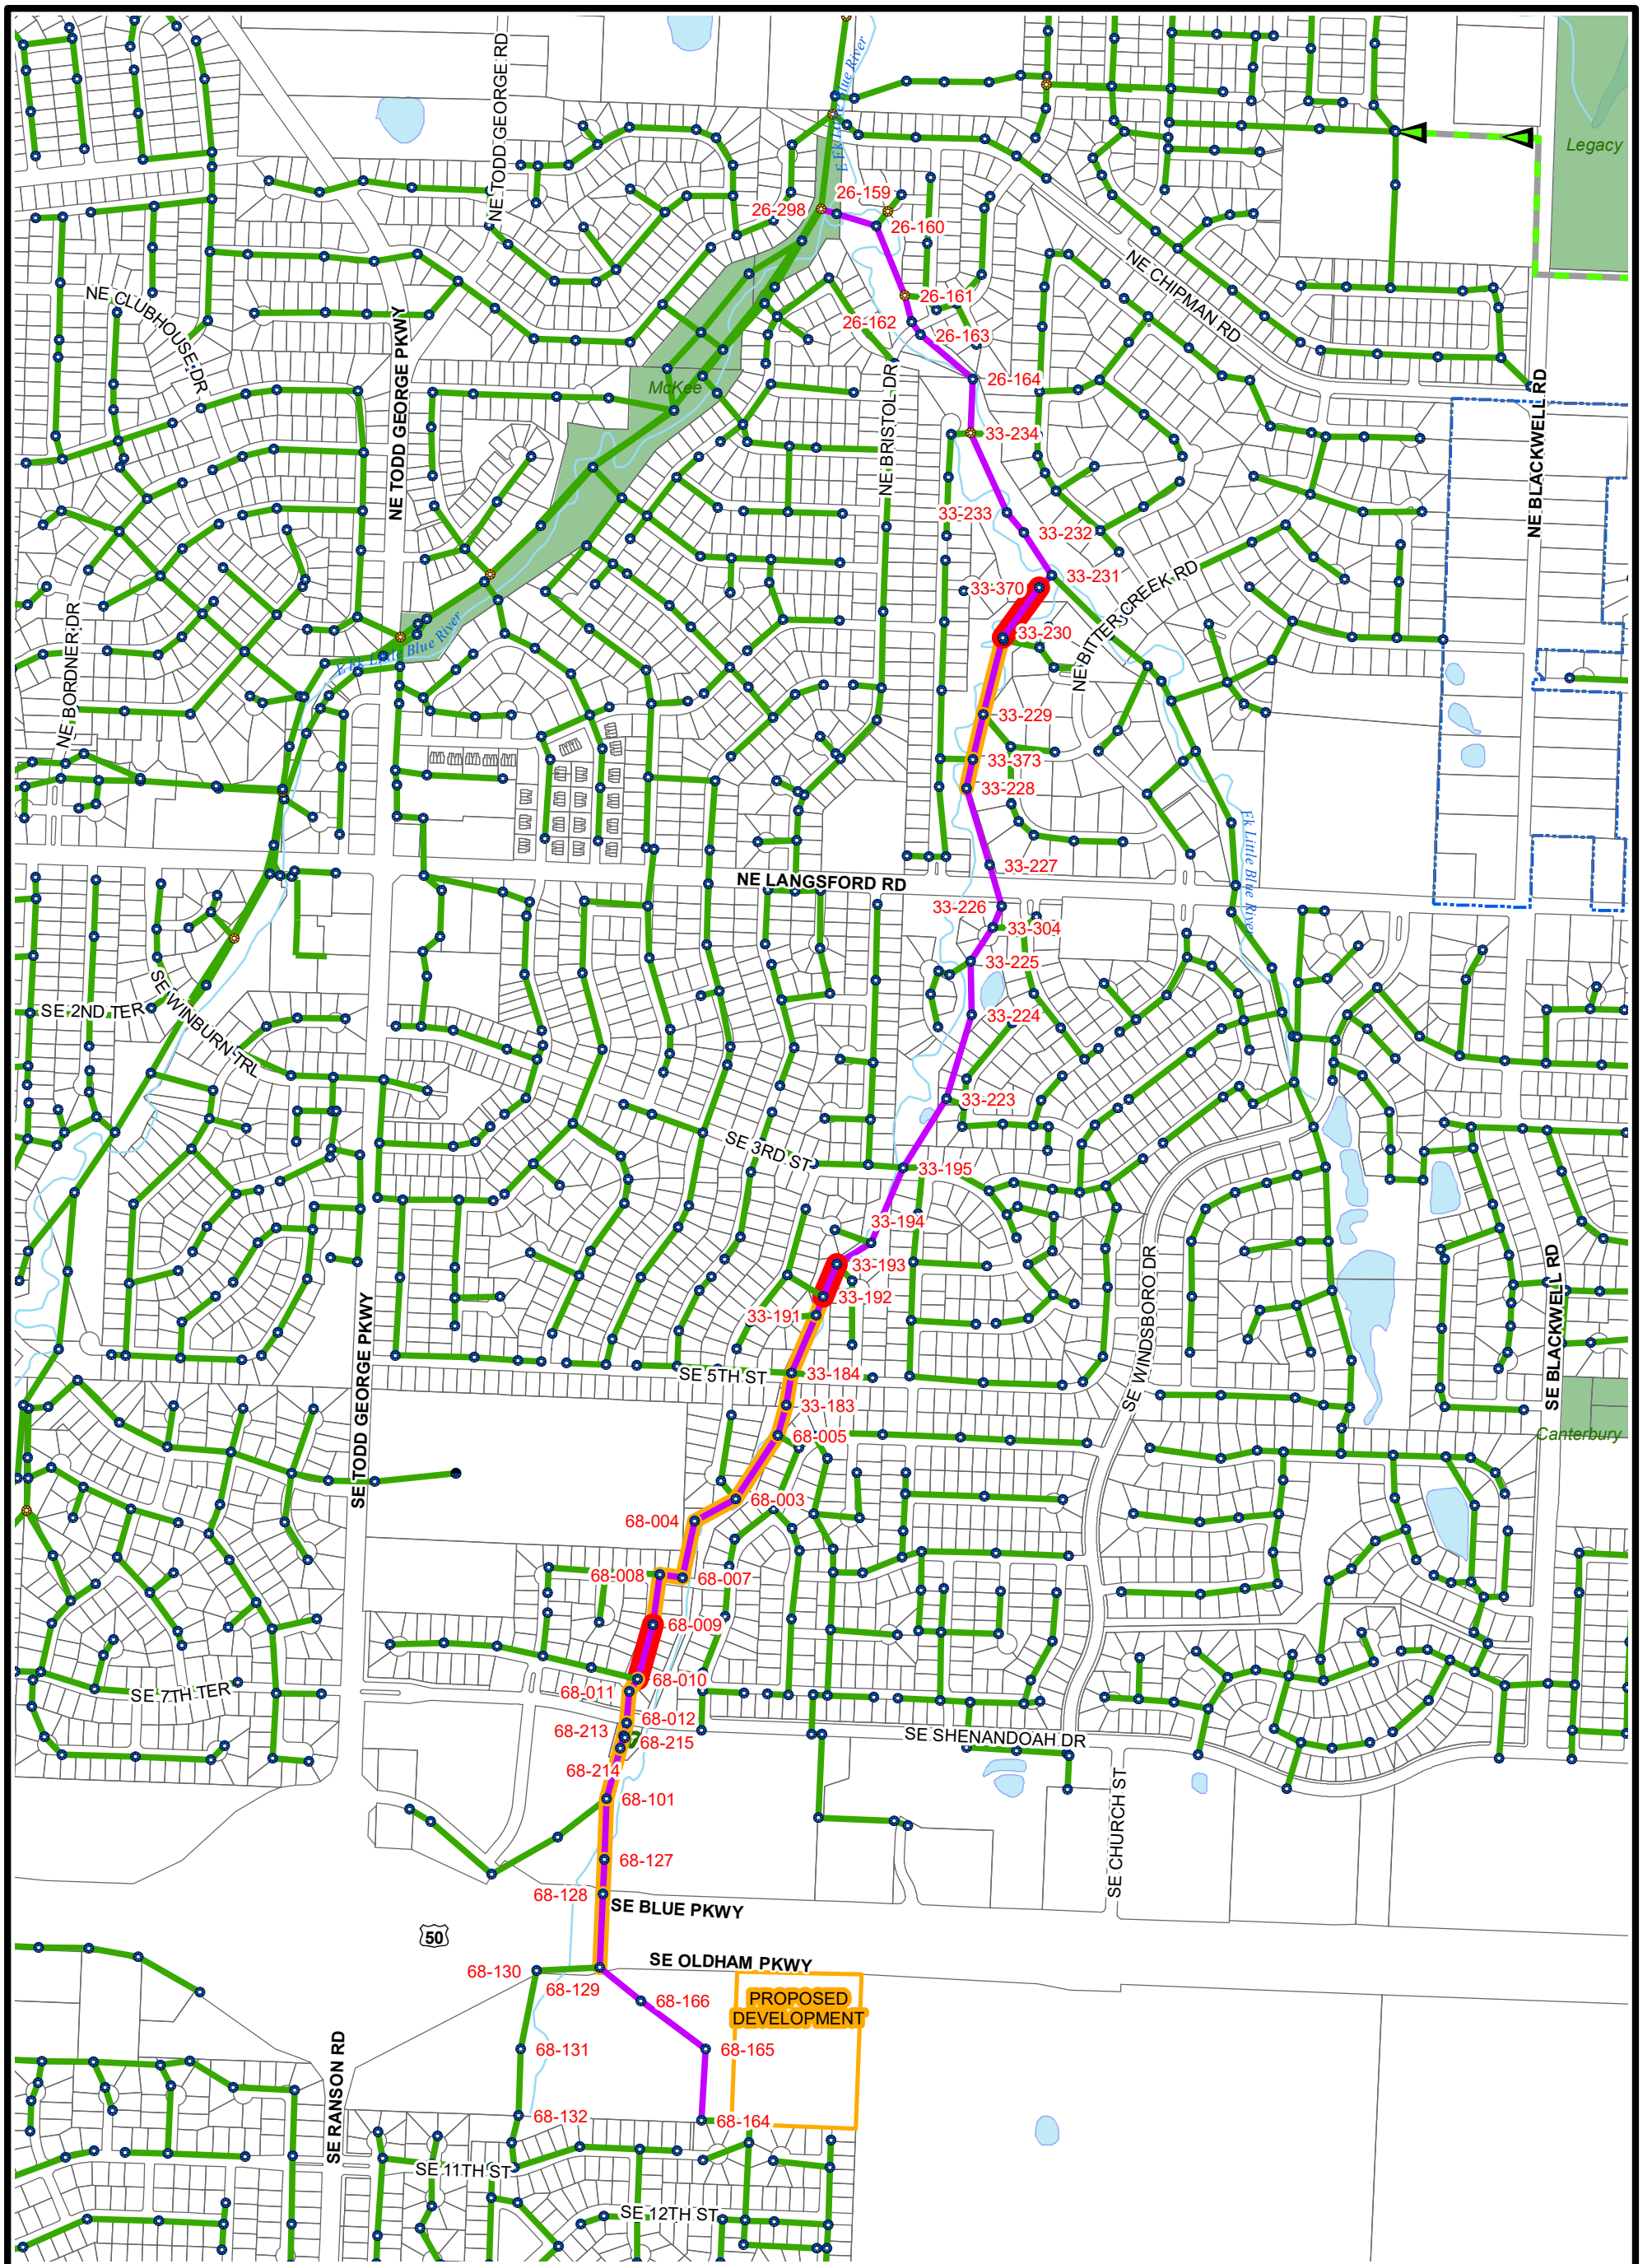 NE TODD GEORGE RD
E Fk Little Blue River
Legacy
26-159
26-298
26-160
NE CHIPMAN RD
NE CLUBHOUSE DR
26-161
26-162
26-163
NE TODD GEORGE PKWY
26-164
McKee
NE BRISTOL DR
NE BLACKWELL RD
33-234
33-233
33-232
33-231
33-370
NE BITTER CREEK RD
33-230
NE BORDNER DR
E Fk Little Blue River
33-229
33-373
33-228
Ek Little Blue River
33-227
NE LANGSFORD RD
33-226
33-304
33-225
SE 2ND TER
SE WINBURN TRL
33-224
33-223
SE 3RD ST
33-195
33-194
33-193
33-192
33-191
SE WINDSBORO DR
SE BLACKWELL RD
SE TODD GEORGE PKWY
SE 5TH ST
33-184
33-183
68-005
Canterbury
68-003
68-004
68-008
68-007
68-009
68-010
68-011
SE 7TH TER
68-012
68-213
68-215
SE SHENANDOAH DR
68-214
68-101
SE CHURCH ST
68-127
68-128
SE BLUE PKWY
50
SE OLDHAM PKWY
68-130
68-129
68-166
PROPOSED
DEVELOPMENT
68-131
68-165
SE RANSON RD
68-132
68-164
SE 11TH ST
SE 12TH ST